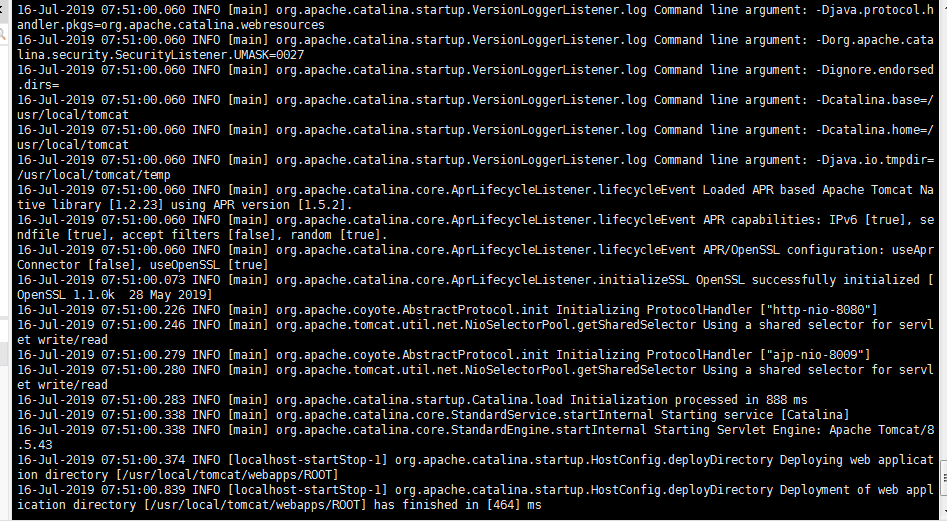 16-Jul-2019 07:51:00.060 INFO [main] org.apache.catalina.startup.VersionLoggerListener.log Command line argument: -Djava.protocol.h
andler.pkgs=org.apache.catalina.webresources
16-Jul-2019 07:51:00.060 INFO [main] org.apache.catalina.startup.VersionLoggerListener.log Command line argument: -Dorg.apache.cata
lina.security.SecurityListener.UMASK=0027
16-Jul-2019 07:51:00.060 INFO [main] org.apache.catalina.startup.VersionLoggerListener.log Command line argument: -Dignore.endorsed
.dirs=
16-Jul-2019 07:51:00.060 INFO [main] org.apache.catalina.startup.VersionLoggerListener.log Command line argument: -Dcatalina.base=/
usr/local/tomcat
16-Jul-2019 07:51:00.060 INFO [main] org.apache.catalina.startup.VersionLoggerListener.log Command line argument: -Dcatalina.home=/
usr/local/tomcat
16-Jul-2019 07:51:00.060 INFO [main] org.apache.catalina.startup.VersionLoggerListener.log Command line argument: -Djava.io.tmpdir=
/usr/local/tomcat/temp
16-Jul-2019 07:51:00.060 INFO [main] org.apache.catalina.core.AprLifecycleListener.lifecycleEvent Loaded APR based Apache Tomcat Na
tive library [1.2.23] using APR version [1.5.2].
16-Jul-2019 07:51:00.060 INFO [main] org.apache.catalina.core.AprLifecycleListener.lifecycleEvent APR capabilities: IPv6 [true], se
ndfile [true], accept filters [false], random [true].
16-Jul-2019 07:51:00.060 INFO [main] org.apache.catalina.core.AprLifecycleListener.lifecycleEvent APR/OpenSSL configuration: useApr
Connector [false], useOpenSSL [true]
16-Jul-2019 07:51:00.073 INFO [main] org.apache.catalina.core.AprLifecycleListener.initializeSSL OpenSSL successfully initialized [
OpenSSL 1.1.0k  28 May 2019]
16-Jul-2019 07:51:00.226 INFO [main] org.apache.coyote.AbstractProtocol.init Initializing ProtocolHandler ["http-nio-8080"]
16-Jul-2019 07:51:00.246 INFO [main] org.apache.tomcat.util.net.NioSelectorPool.getSharedSelector Using a shared selector for servl
et write/read
16-Jul-2019 07:51:00.279 INFO [main] org.apache.coyote.AbstractProtocol.init Initializing ProtocolHandler ["ajp-nio-8009"]
16-Jul-2019 07:51:00.280 INFO [main] org.apache.tomcat.util.net.NioSelectorPool.getSharedSelector Using a shared selector for servl
et write/read
16-Jul-2019 07:51:00.283 INFO [main] org.apache.catalina.startup.Catalina.load Initialization processed in 888 ms
16-Jul-2019 07:51:00.338 INFO [main] org.apache.catalina.core.StandardService.startInternal Starting service [Catalina]
16-Jul-2019 07:51:00.338 INFO [main] org.apache.catalina.core.StandardEngine.startInternal Starting Servlet Engine: Apache Tomcat/8
.5.43
16-Jul-2019 07:51:00.374 INFO [localhost-startStop-1] org.apache.catalina.startup.HostConfig.deployDirectory Deploying web applicat
ion directory [/usr/local/tomcat/webapps/ROOT]
16-Jul-2019 07:51:00.839 INFO [localhost-startStop-1] org.apache.catalina.startup.HostConfig.deployDirectory Deployment of web appl
ication directory [/usr/local/tomcat/webapps/ROOT] has finished in [464] ms